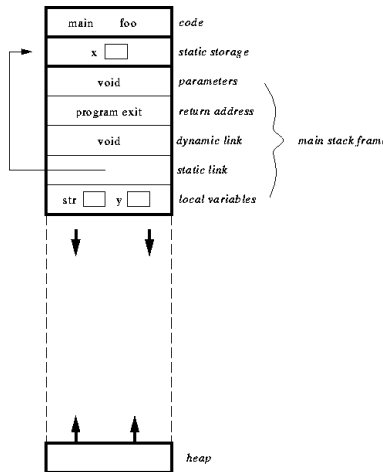 main foo code
x static storage
void parameters
program exit return address
void dynamic link
main stack frame
static link
str y local variables
heap